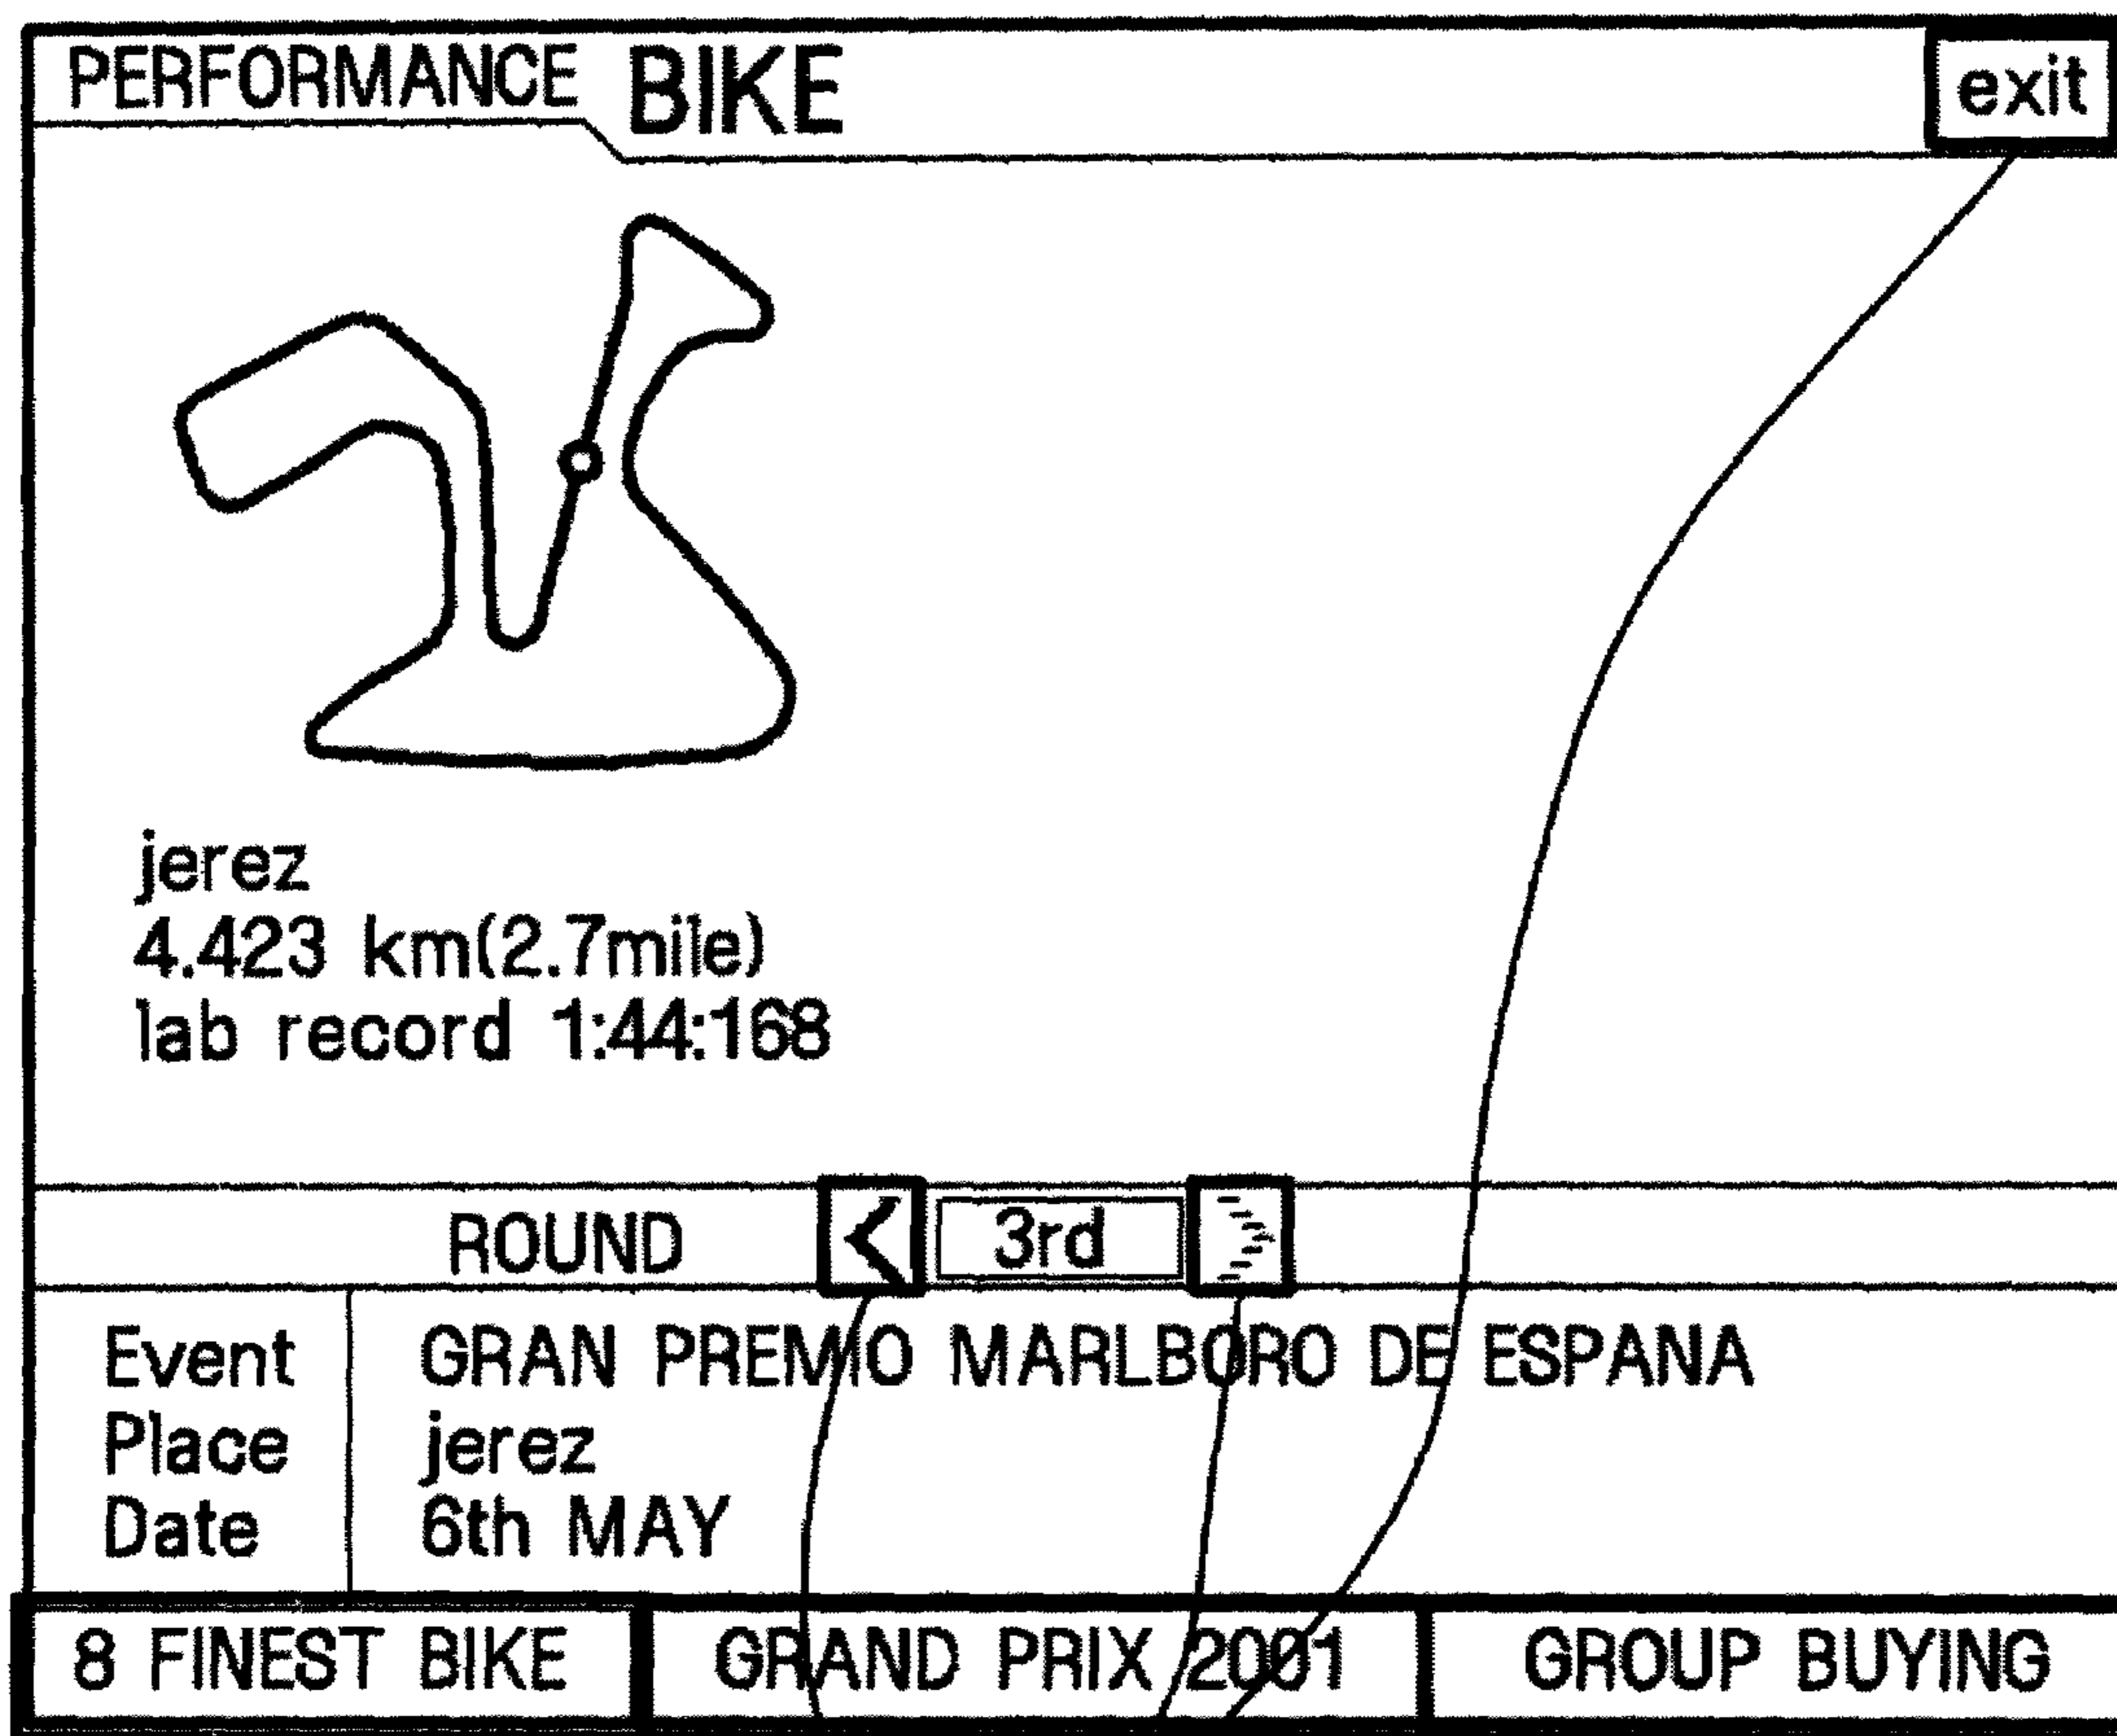 PERFORMANCE BIKE exit
jerez
4.423 km(2.7mile)
lab record 1:44:168
ROUND < 3rd >
Event GRAN PREMIO MARLBORO DE ESPANA
Place jerez
Date 6th MAY
8 FINEST BIKE GRAND PRIX 2001 GROUP BUYING